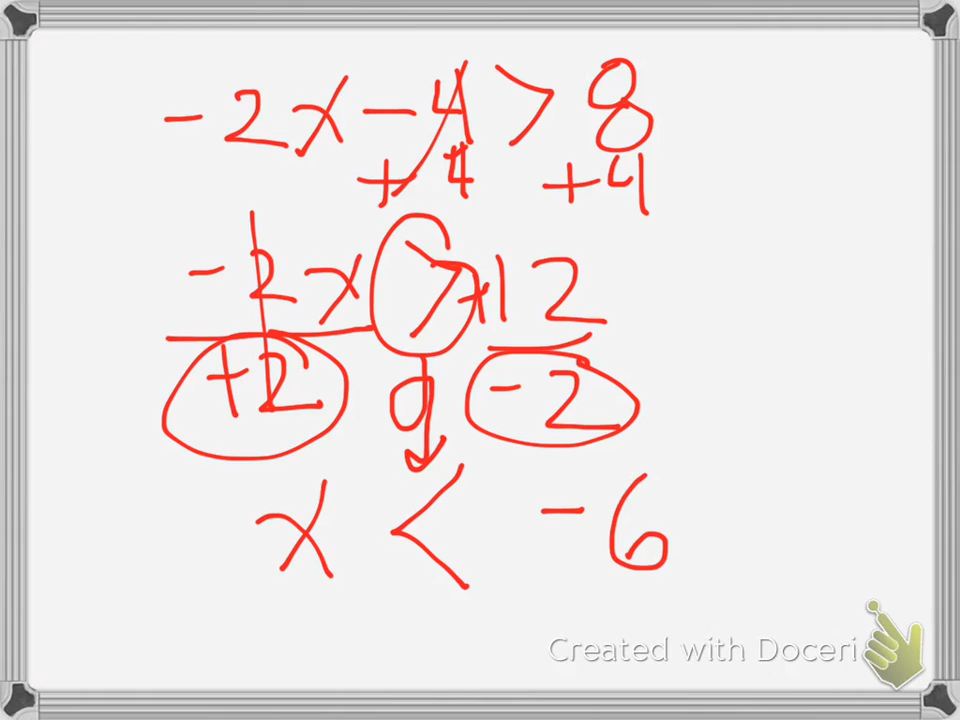 -2x - 4 > 8
+ 4 +4
-2x > +12
+2 -2
x < -6
Created with Doceri